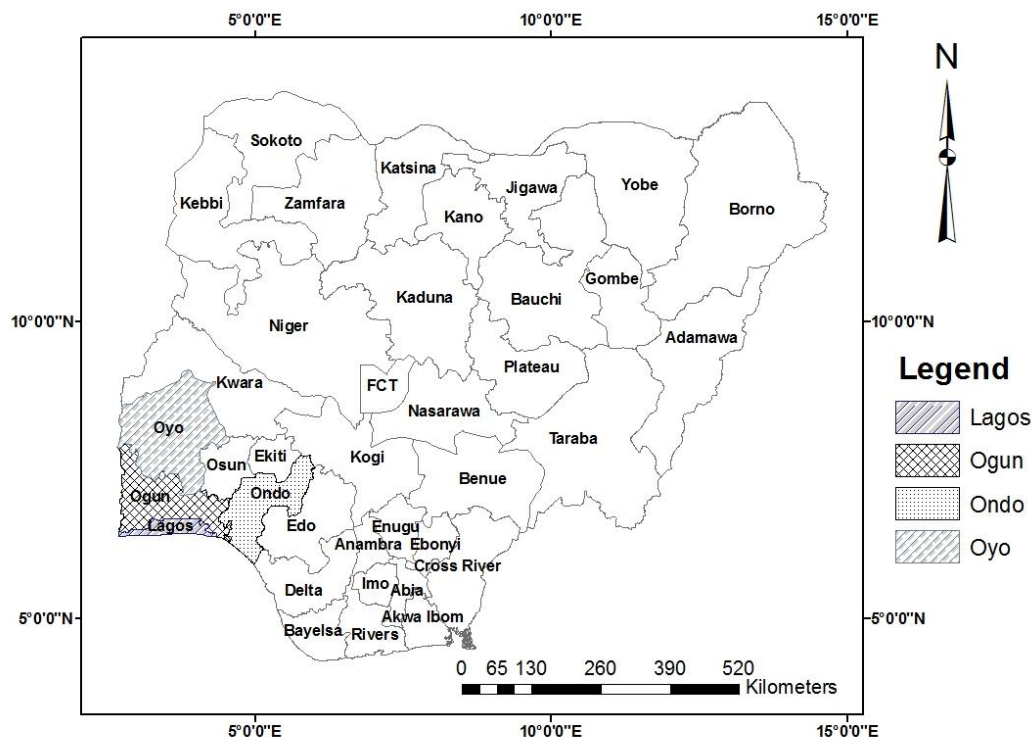 5°0'0"E 10°0'0"E 15°0'0"E
N
Sokoto
Katsina
Kebbi
Zamfara
Kano
Jigawa
Yobe
Borno
Gombe
Kaduna
Bauchi
Niger
10°0'0"N 10°0'0"N
Adamawa
Plateau
Kwara
FCT
Nasarawa
Legend
Lagos
Ogun
Ondo
Oyo
Oyo
Taraba
Osun
Ekiti
Kogi
Benue
Ogun
Ondo
Lagos
Edo
Enugu
Anambra
Ebonyi
Cross River
Delta
Imo
Abia
Akwa Ibom
5°0'0"N 5°0'0"N
Bayelsa
Rivers
0 65 130 260 390 520
Kilometers
5°0'0"E 10°0'0"E 15°0'0"E